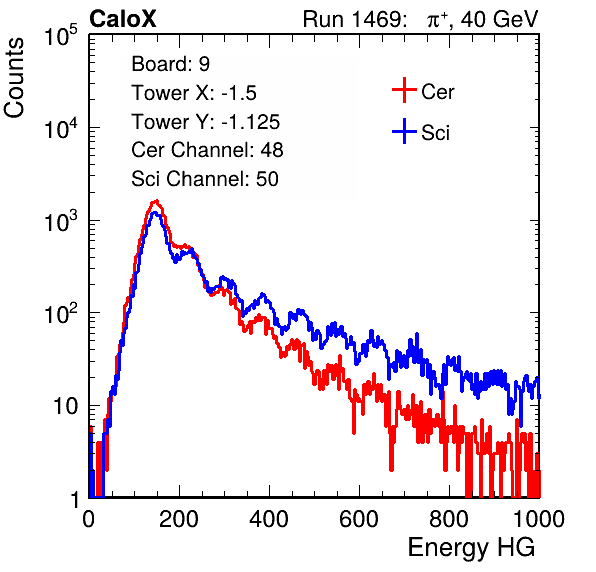 CaloX Run 1469: π⁺, 40 GeV
Counts
Board: 9
Tower X: -1.5
Tower Y: -1.125
Cer Channel: 48
Sci Channel: 50
Cer
Sci
10⁵
10⁴
10³
10²
10
1
0 200 400 600 800 1000
Energy HG